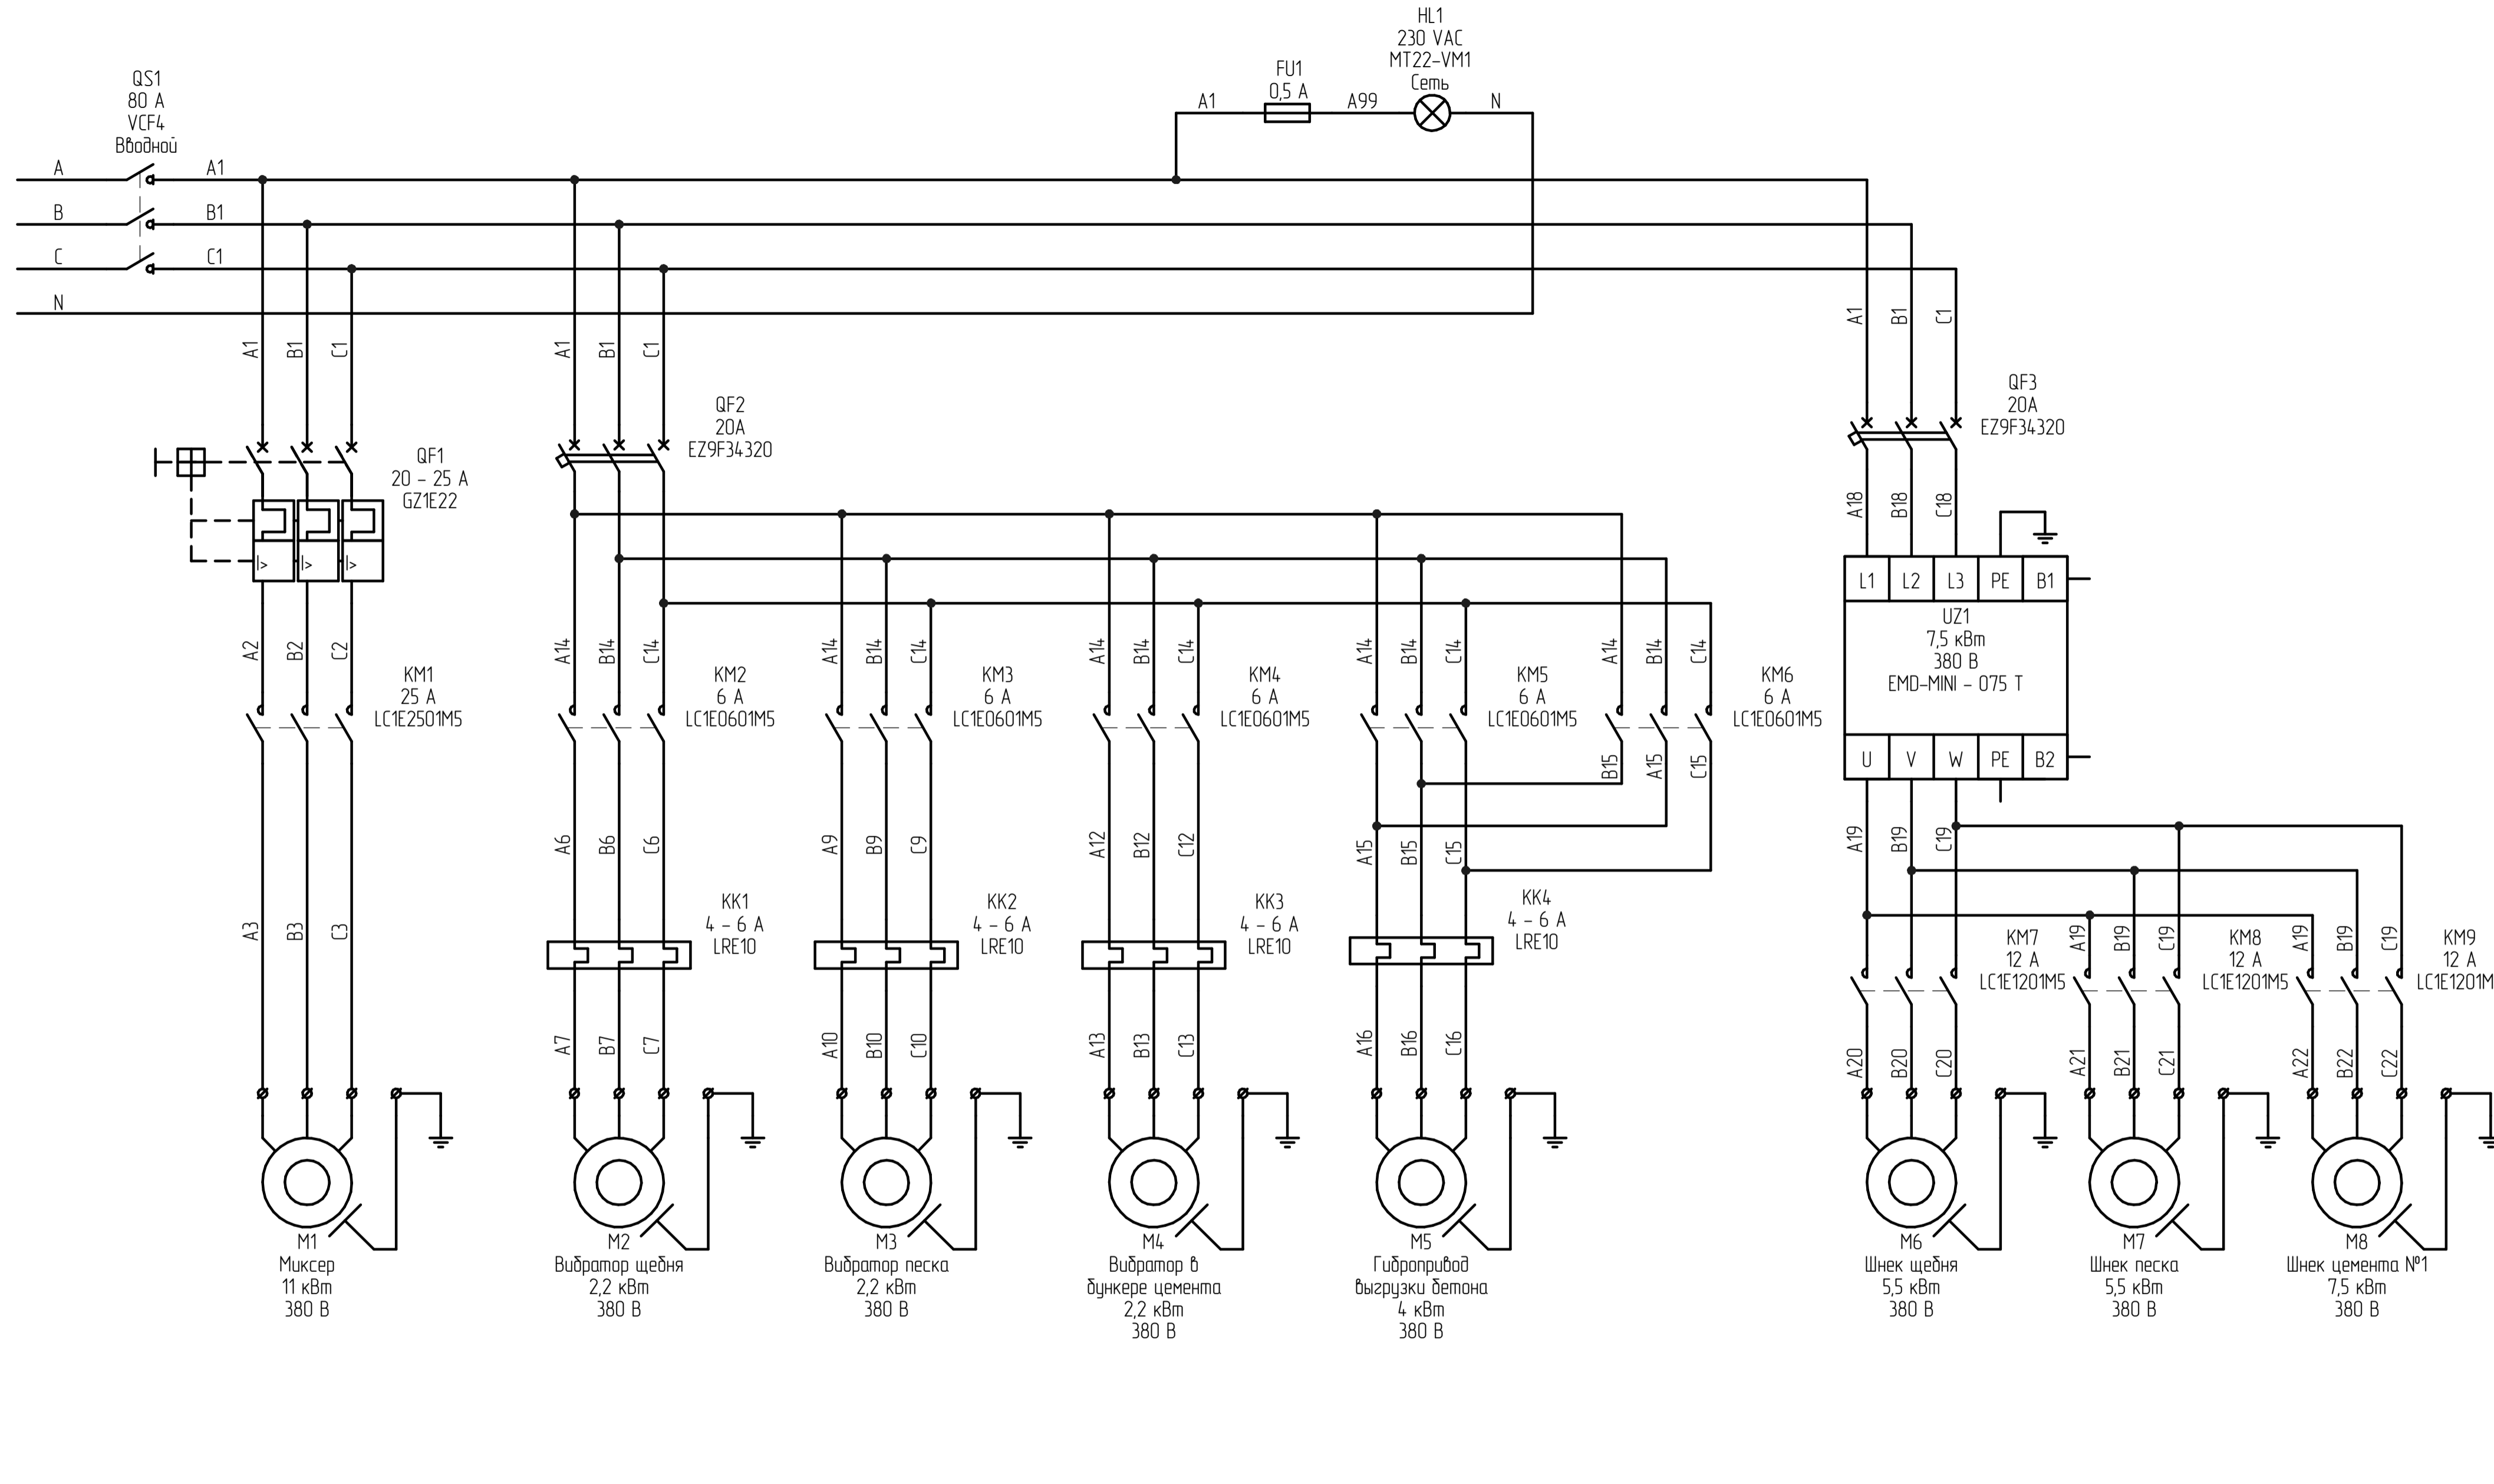 HL1
230 VAC
MT22-VM1
Сеть
FU1
0,5 А
A1
A99
N
QS1
80 А
VCF4
Вводной
A
A1
B
B1
C
C1
N
A1
B1
C1
A1
B1
C1
A1
B1
C1
QF1
20 - 25 А
GZ1E22
I>
I>
I>
QF2
20А
EZ9F34320
QF3
20А
EZ9F34320
A18
B18
C18
L1
L2
L3
PE
B1
UZ1
7,5 кВт
380 В
EMD-MINI - 075 T
U
V
W
PE
B2
A2
B2
C2
A14
B14
C14
A14
B14
C14
A14
B14
C14
A14
B14
C14
A14
B14
C14
KM1
25 А
LC1E2501M5
KM2
6 А
LC1E0601M5
KM3
6 А
LC1E0601M5
KM4
6 А
LC1E0601M5
KM5
6 А
LC1E0601M5
KM6
6 А
LC1E0601M5
B15
A15
C15
A3
B3
C3
A6
B6
C6
A9
B9
C9
A12
B12
C12
A15
B15
C15
A19
B19
C19
KK1
4 - 6 А
LRE10
KK2
4 - 6 А
LRE10
KK3
4 - 6 А
LRE10
KK4
4 - 6 А
LRE10
KM7
12 А
LC1E1201M5
A19
B19
C19
KM8
12 А
LC1E1201M5
A19
B19
C19
KM9
12 А
LC1E1201M
A7
B7
C7
A10
B10
C10
A13
B13
C13
A16
B16
C16
A20
B20
C20
A21
B21
C21
A22
B22
C22
M1
Миксер
11 кВт
380 В
M2
Вибратор щебня
2,2 кВт
380 В
M3
Вибратор песка
2,2 кВт
380 В
M4
Вибратор в
бункере цемента
2,2 кВт
380 В
M5
Гибропривод
выгрузки бетона
4 кВт
380 В
M6
Шнек щебня
5,5 кВт
380 В
M7
Шнек песка
5,5 кВт
380 В
M8
Шнек цемента №1
7,5 кВт
380 В